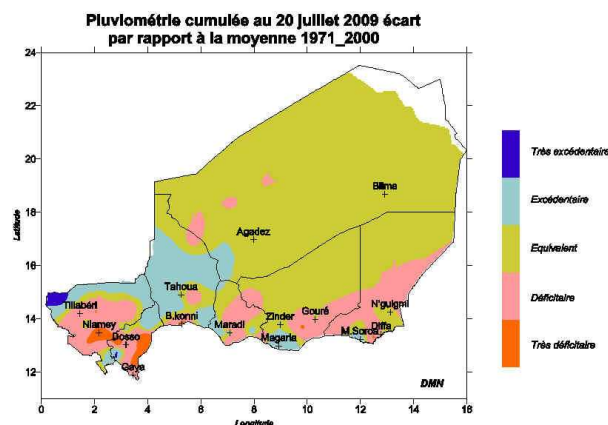 Pluviométrie cumulée au 20 juillet 2009 écart
par rapport à la moyenne 1971_2000
24
22
20
18
16
14
12
Latitude
Bilma
Agadez
Tahoua
Tillabéri
N'guigmi
Niamey
B.konni
Maradi
Zinder
Gouré
Dosso
Magaria
M.Soroa
Diffa
Gaya
DMN
0 2 4 6 8 10 12 14 16
Longitude
Très excédentaire
Excédentaire
Equivalent
Déficitaire
Très déficitaire